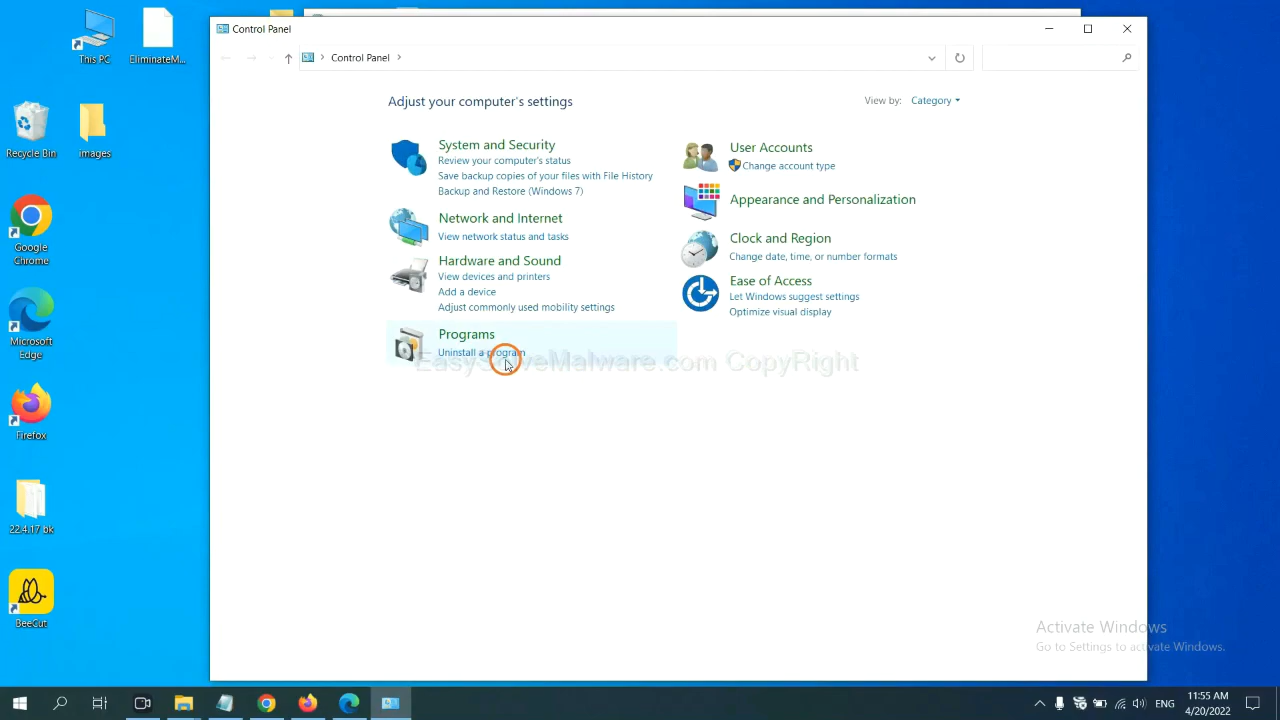 Control Panel
Control Panel
Adjust your computer's settings
View by: Category
System and Security
Review your computer's status
Save backup copies of your files with File History
Backup and Restore (Windows 7)
Network and Internet
View network status and tasks
Hardware and Sound
View devices and printers
Add a device
Adjust commonly used mobility settings
Programs
Uninstall a program
User Accounts
Change account type
Appearance and Personalization
Clock and Region
Change date, time, or number formats
Ease of Access
Let Windows suggest settings
Optimize visual display
EasySolveMalware.com CopyRight
This PC
EliminateM...
Recycle Bin
images
Google
Chrome
Microsoft
Edge
Firefox
22.4.17 bk
BeeCut
Activate Windows
Go to Settings to activate Windows.
ENG
11:55 AM
4/20/2022